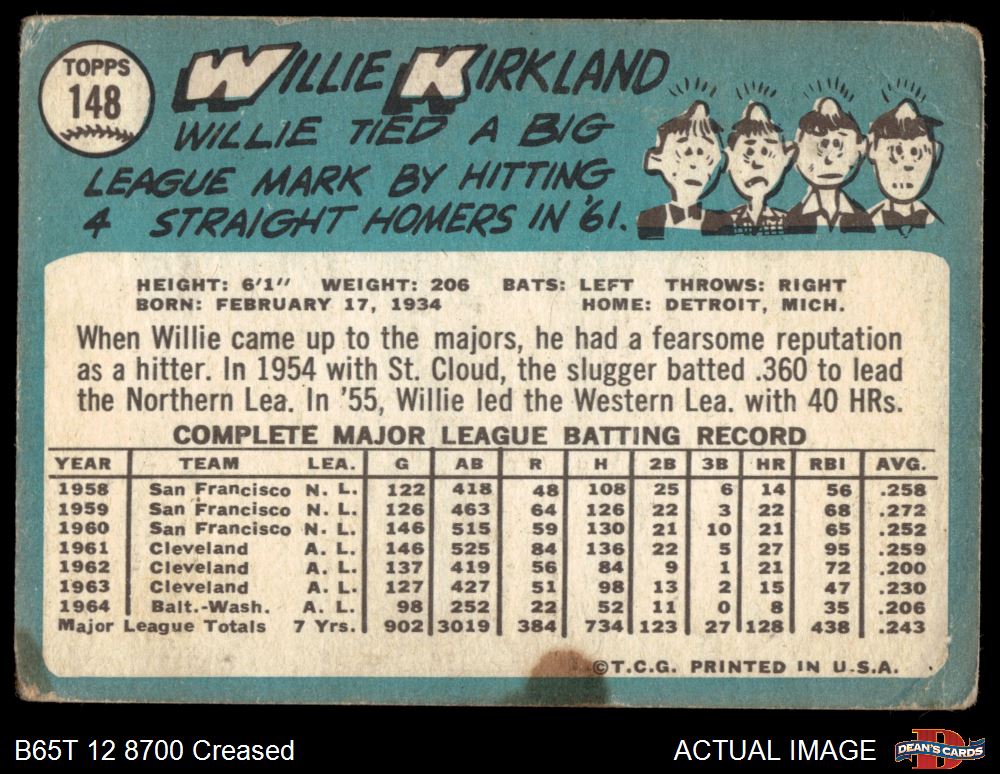 TOPPS
148
WILLIE KIRKLAND
WILLIE TIED A BIG
LEAGUE MARK BY HITTING
4 STRAIGHT HOMERS IN '61.
HEIGHT: 6'1" WEIGHT: 206 BATS: LEFT THROWS: RIGHT
BORN: FEBRUARY 17, 1934 HOME: DETROIT, MICH.
When Willie came up to the majors, he had a fearsome reputation
as a hitter. In 1954 with St. Cloud, the slugger batted .360 to lead
the Northern Lea. In '55, Willie led the Western Lea. with 40 HRs.
COMPLETE MAJOR LEAGUE BATTING RECORD
YEAR TEAM LEA. G AB R H 2B 3B HR RBI AVG.
1958 San Francisco N. L. 122 418 48 108 25 6 14 56 .258
1959 San Francisco N. L. 126 463 64 126 22 3 22 68 .272
1960 San Francisco N. L. 146 515 59 130 21 10 21 65 .252
1961 Cleveland A. L. 146 525 84 136 22 5 27 95 .259
1962 Cleveland A. L. 137 419 56 84 9 1 21 72 .200
1963 Cleveland A. L. 127 427 51 98 13 2 15 47 .230
1964 Balt.-Wash. A. L. 98 252 22 52 11 0 8 35 .206
Major League Totals 7 Yrs. 902 3019 384 734 123 27 128 438 .243
©T.C.G. PRINTED IN U.S.A.
B65T 12 8700 Creased
ACTUAL IMAGE
DEAN'S CARDS